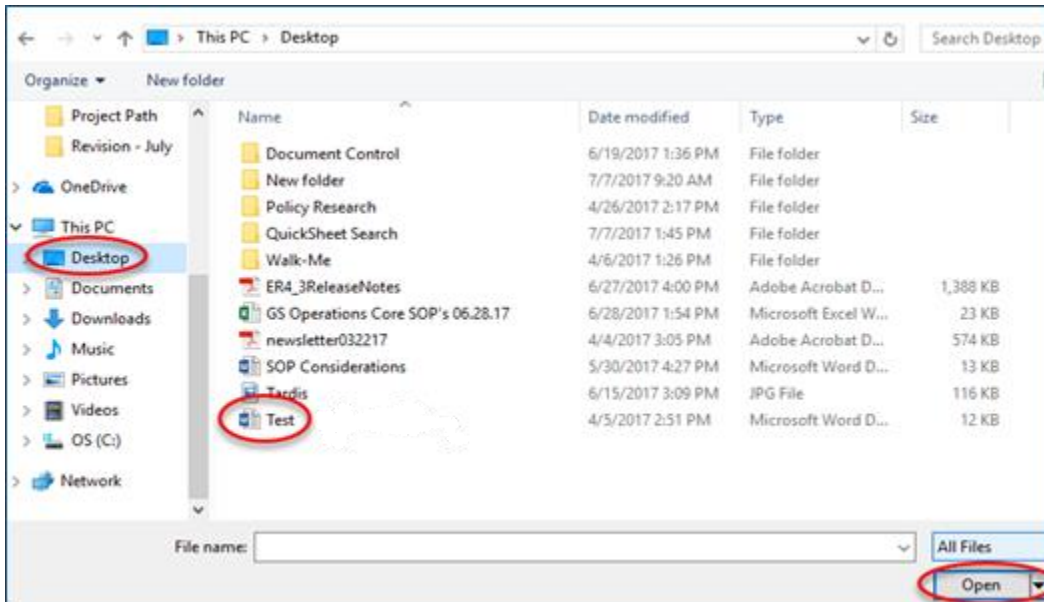 This PC > Desktop
Search Desktop
Organize
New folder
Project Path
Revision - July
OneDrive
This PC
Desktop
Documents
Downloads
Music
Pictures
Videos
OS (C:)
Network
Name Date modified Type Size
Document Control 6/19/2017 1:36 PM File folder
New folder 7/7/2017 9:20 AM File folder
Policy Research 4/26/2017 2:17 PM File folder
QuickSheet Search 7/7/2017 1:45 PM File folder
Walk-Me 4/6/2017 1:26 PM File folder
ER4_3ReleaseNotes 6/27/2017 4:00 PM Adobe Acrobat D... 1,388 KB
GS Operations Core SOP's 06.28.17 6/28/2017 1:54 PM Microsoft Excel W... 23 KB
newsletter032217 4/4/2017 3:05 PM Adobe Acrobat D... 574 KB
SOP Considerations 5/30/2017 4:27 PM Microsoft Word D... 13 KB
Tardis 6/15/2017 3:09 PM JPG File 116 KB
Test 4/5/2017 2:51 PM Microsoft Word D... 12 KB
File name:
All Files
Open